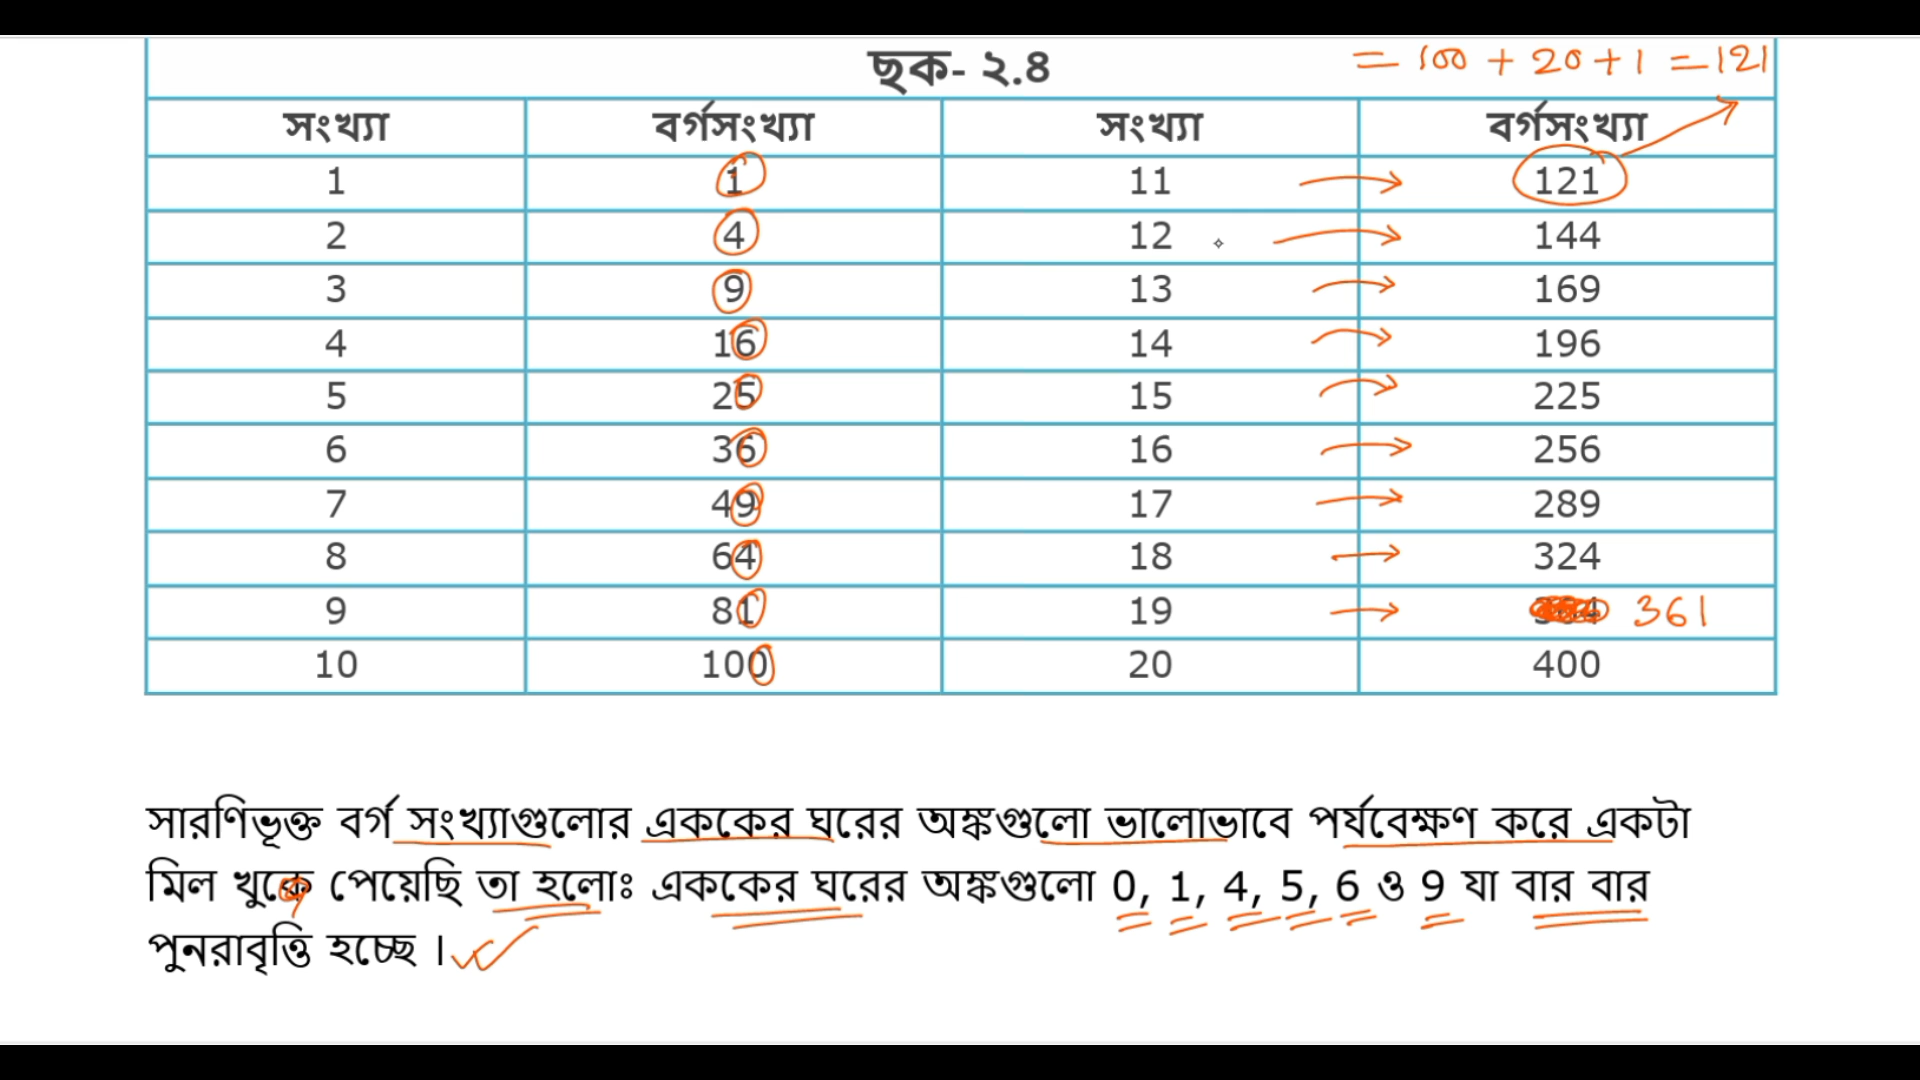 ছক- ২.৪ = 100 + 20 + 1 = 121
সংখ্যা বর্গসংখ্যা সংখ্যা বর্গসংখ্যা
1 1 11 121
2 4 12 144
3 9 13 169
4 16 14 196
5 25 15 225
6 36 16 256
7 49 17 289
8 64 18 324
9 81 19 361
10 100 20 400
সারণিভূক্ত বর্গ সংখ্যাগুলোর এককের ঘরের অঙ্কগুলো ভালোভাবে পর্যবেক্ষণ করে একটা
মিল পেয়েছি তা হলোঃ এককের ঘরের অঙ্কগুলো 0, 1, 4, 5, 6 ও 9 যা বার বার
পুনরাবৃত্তি হচ্ছে ।